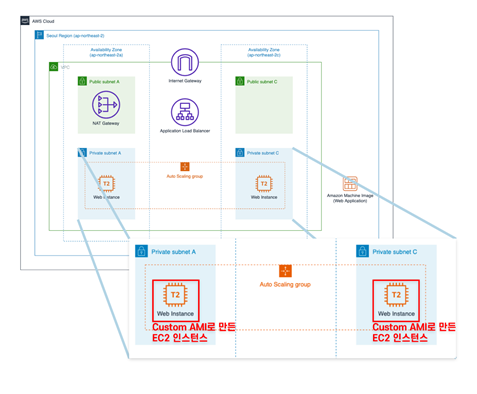 AWS Cloud
Seoul Region (ap-northeast-2)
Availability Zone
(ap-northeast-2a)
Availability Zone
(ap-northeast-2c)
VPC
Internet Gateway
Public subnet A
Public subnet C
NAT Gateway
Application Load Balancer
Private subnet A
Private subnet C
Auto Scaling group
T2
T2
Web Instance
Web Instance
Amazon Machine Image
(Web Application)
Private subnet A
Private subnet C
Auto Scaling group
T2
T2
Web Instance
Web Instance
Custom AMI로 만든
EC2 인스턴스
Custom AMI로 만든
EC2 인스턴스